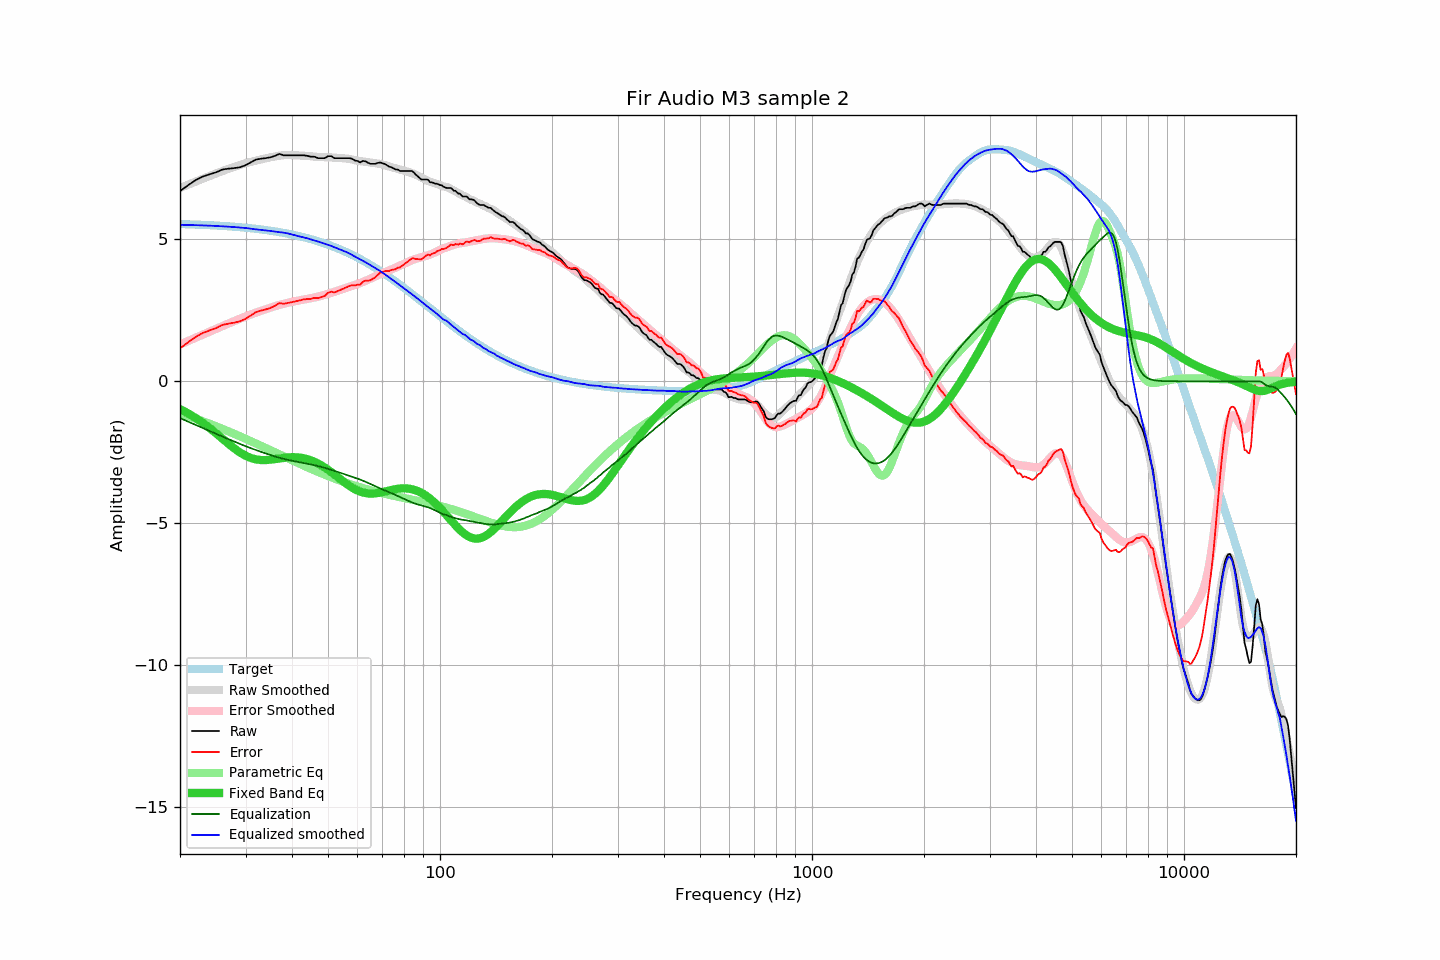 Fir Audio M3 sample 2
Amplitude (dBr)
5
0
−5
−10
−15
Target
Raw Smoothed
Error Smoothed
Raw
Error
Parametric Eq
Fixed Band Eq
Equalization
Equalized smoothed
100
1000
10000
Frequency (Hz)